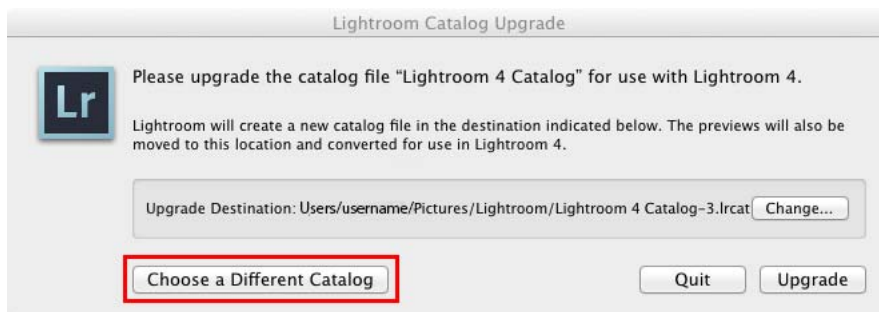 Lightroom Catalog Upgrade
Lr
Please upgrade the catalog file “Lightroom 4 Catalog” for use with Lightroom 4.
Lightroom will create a new catalog file in the destination indicated below. The previews will also be
moved to this location and converted for use in Lightroom 4.
Upgrade Destination: Users/username/Pictures/Lightroom/Lightroom 4 Catalog-3.lrcat Change...
Choose a Different Catalog Quit Upgrade